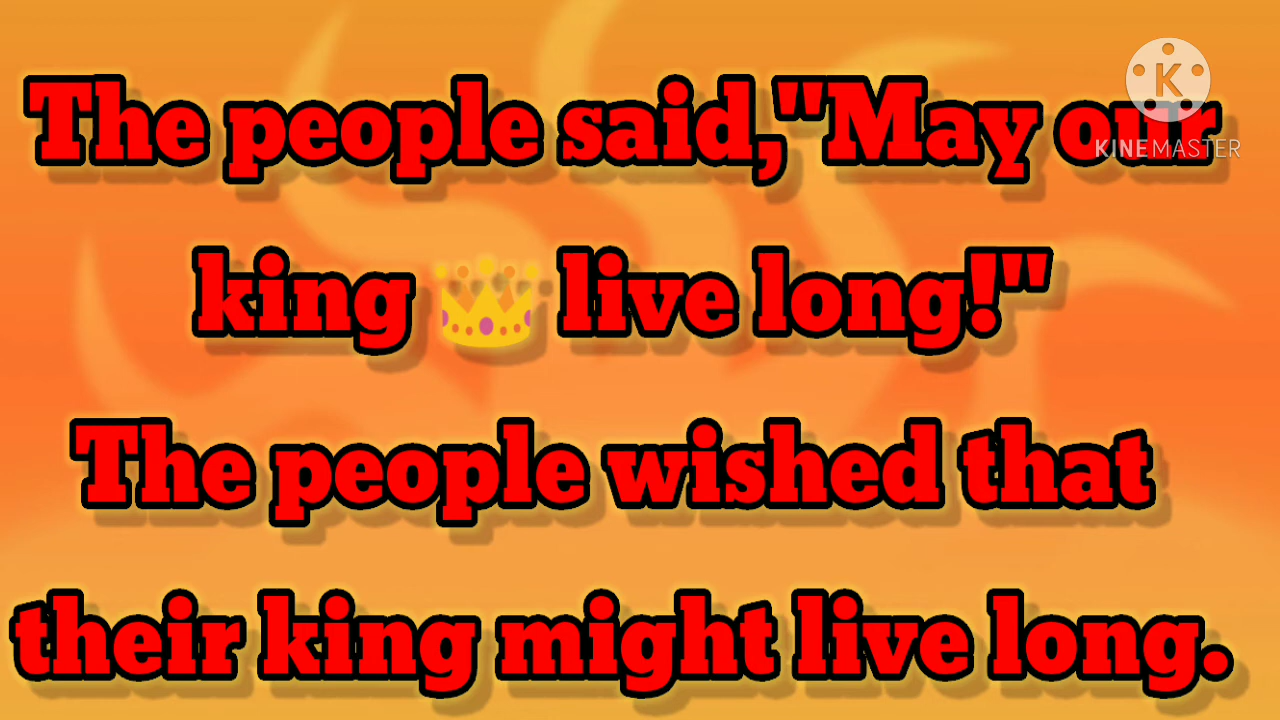 The people said,"May our
KINEMASTER
king 👑 live long!"
The people wished that
their king might live long.